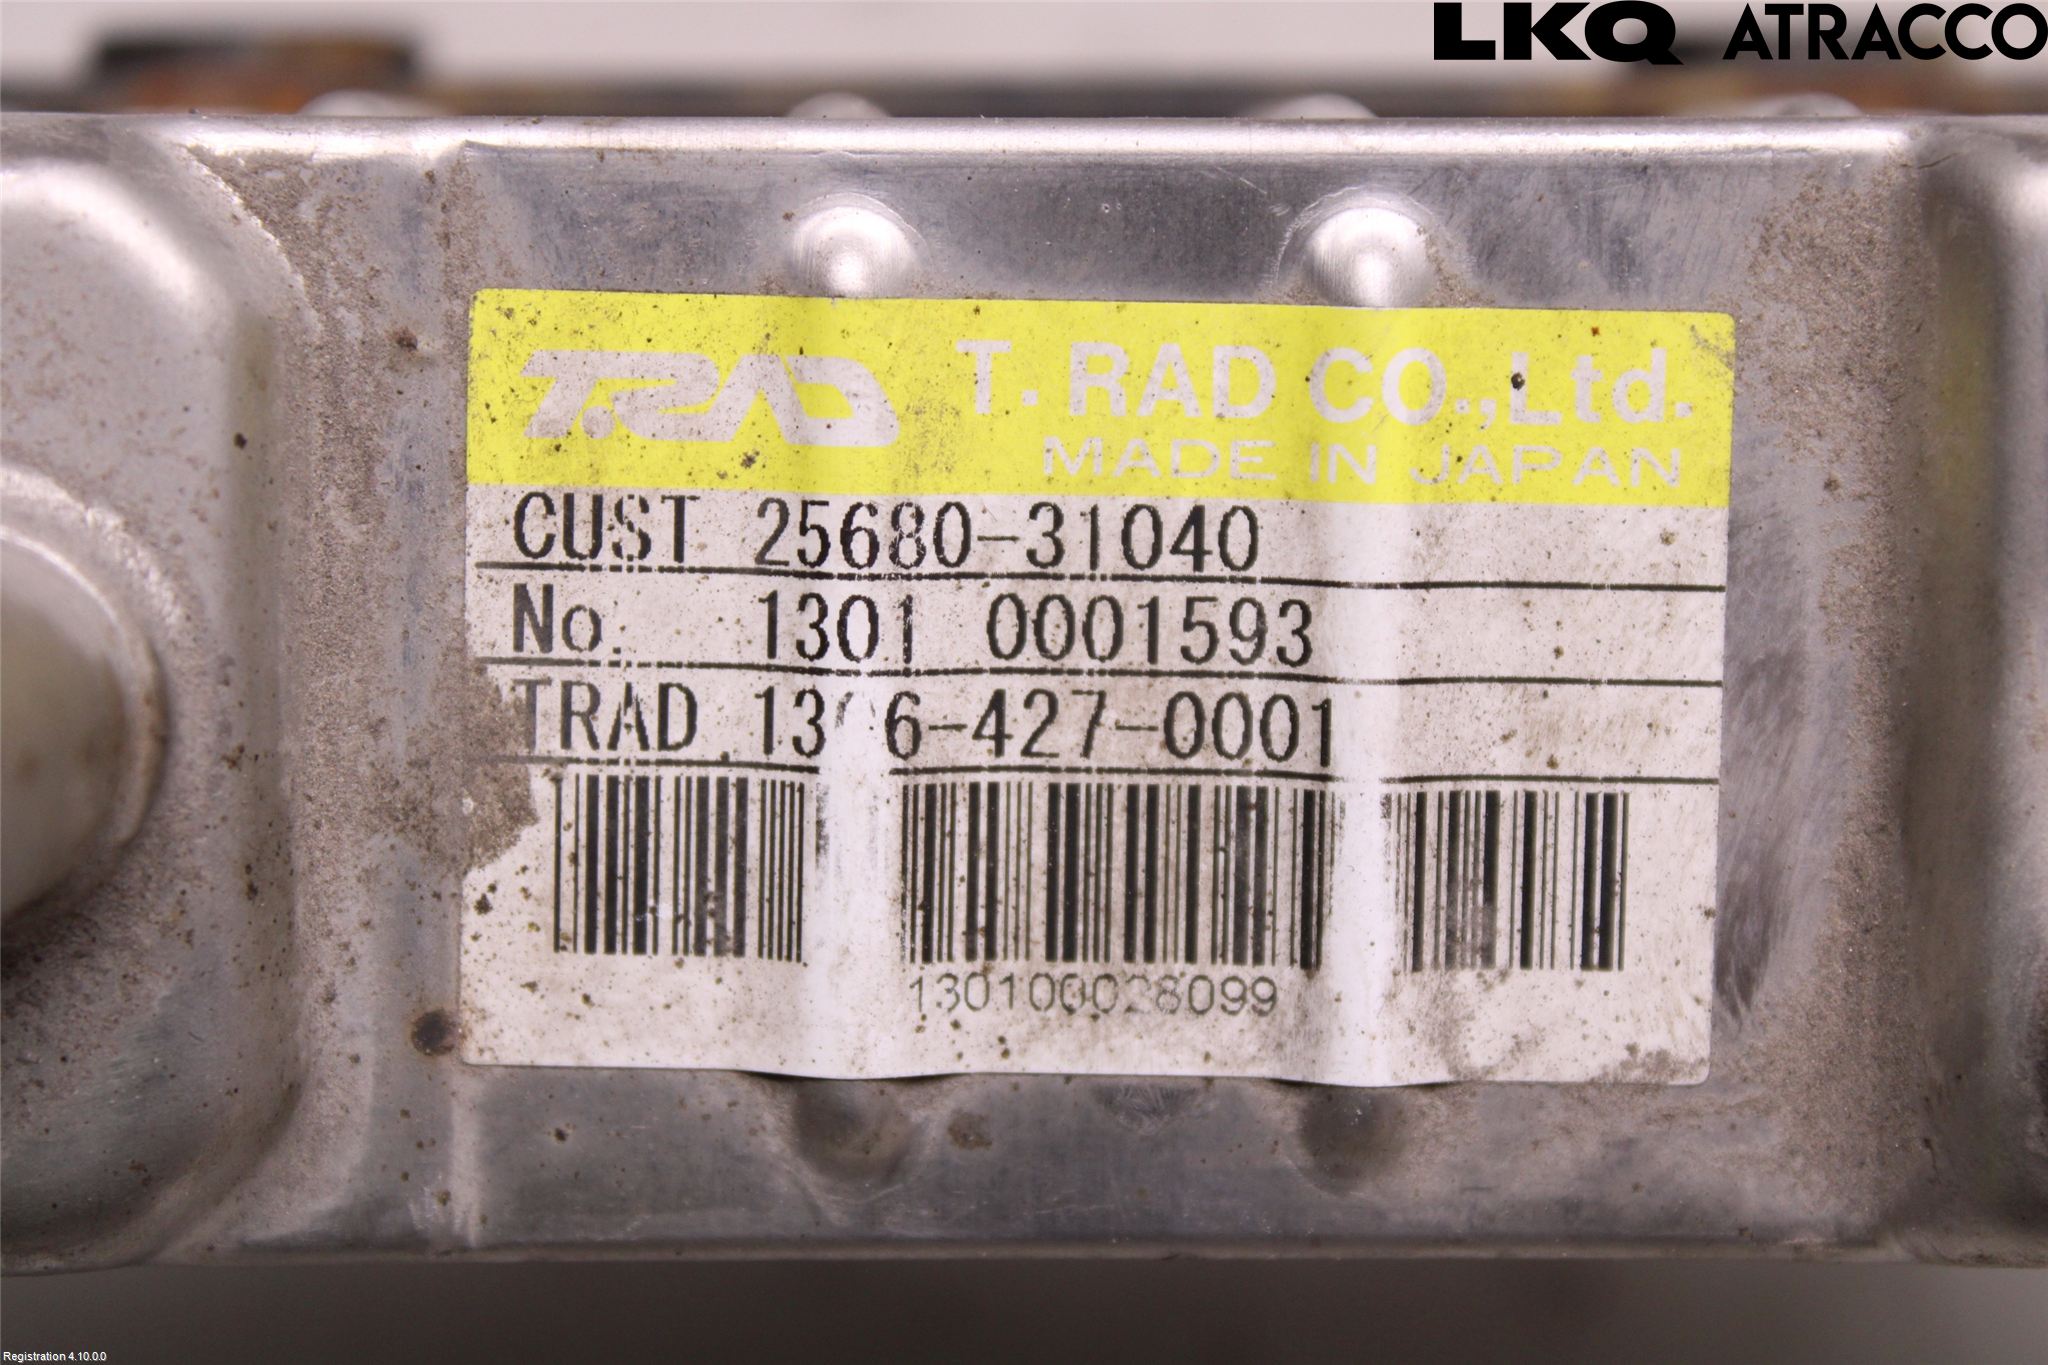 LKQ ATRACCO
T.RAD T. RAD CO.,Ltd.
MADE IN JAPAN
CUST 25680-31040
No. 1301 0001593
TRAD
130100028099
Registration 4.10.0.0